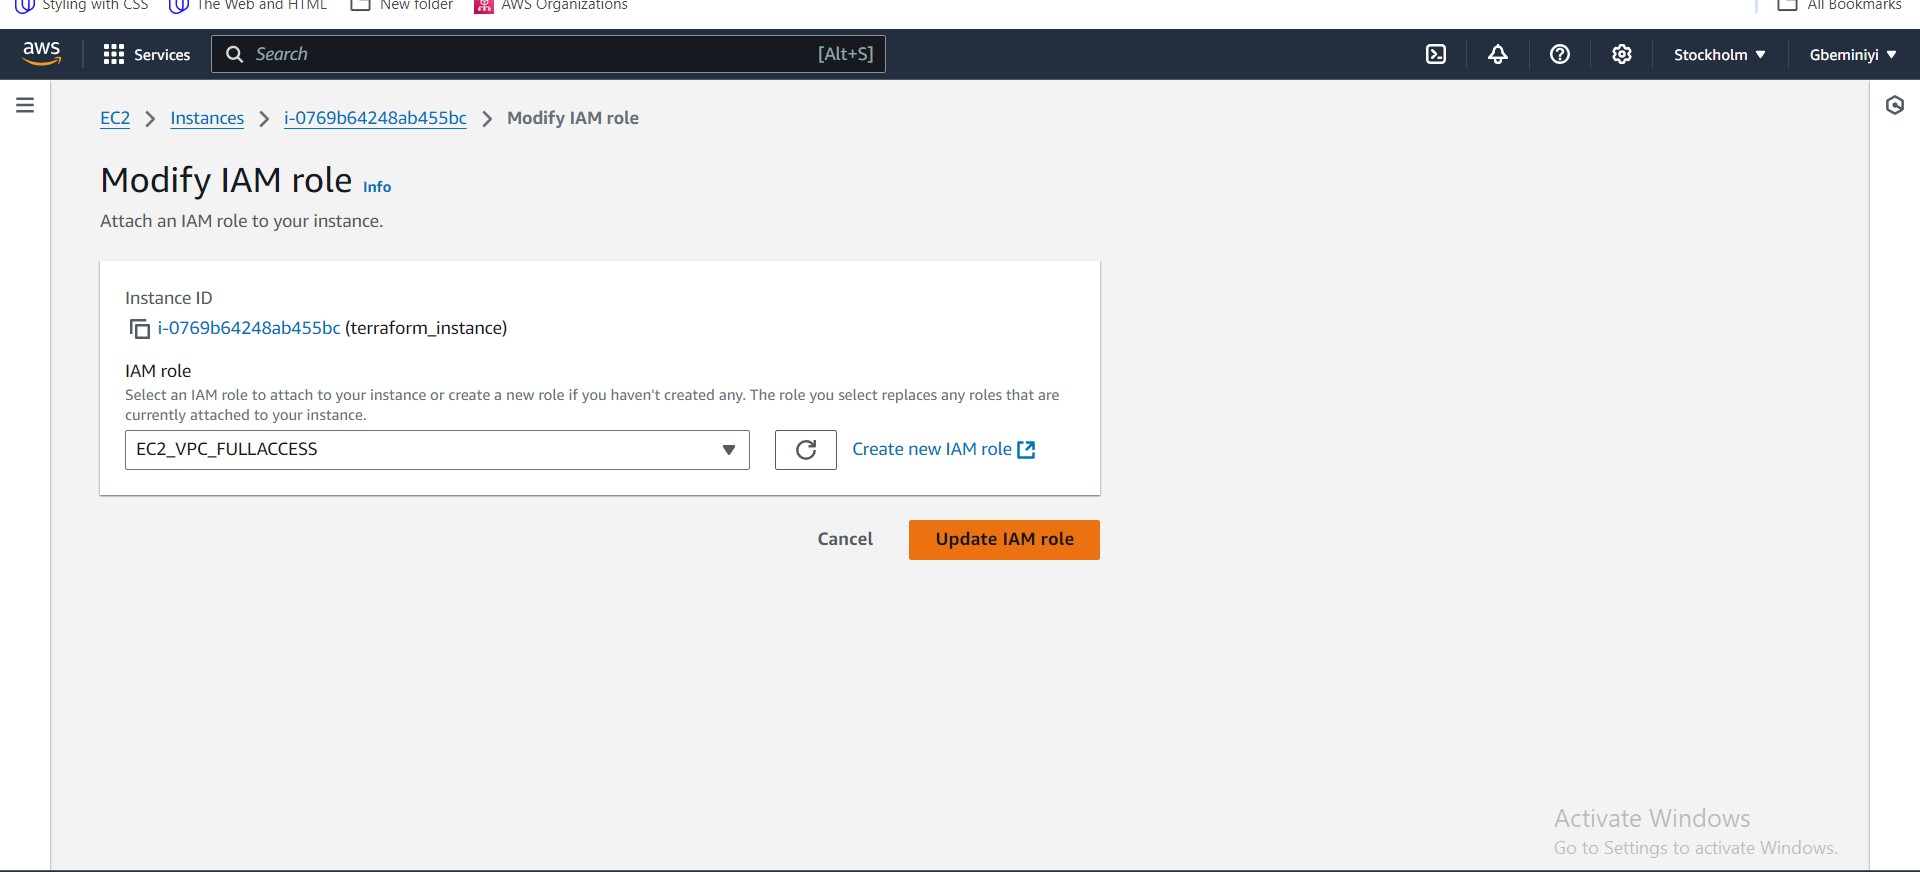 Styling with CSS The Web and HTML New folder AWS Organizations All Bookmarks
aws Services Search [Alt+S] Stockholm Gbeminiyi
EC2 Instances i-0769b64248ab455bc Modify IAM role
Modify IAM role Info
Attach an IAM role to your instance.
Instance ID
i-0769b64248ab455bc (terraform_instance)
IAM role
Select an IAM role to attach to your instance or create a new role if you haven't created any. The role you select replaces any roles that are
currently attached to your instance.
EC2_VPC_FULLACCESS Create new IAM role
Cancel Update IAM role
Activate Windows
Go to Settings to activate Windows.